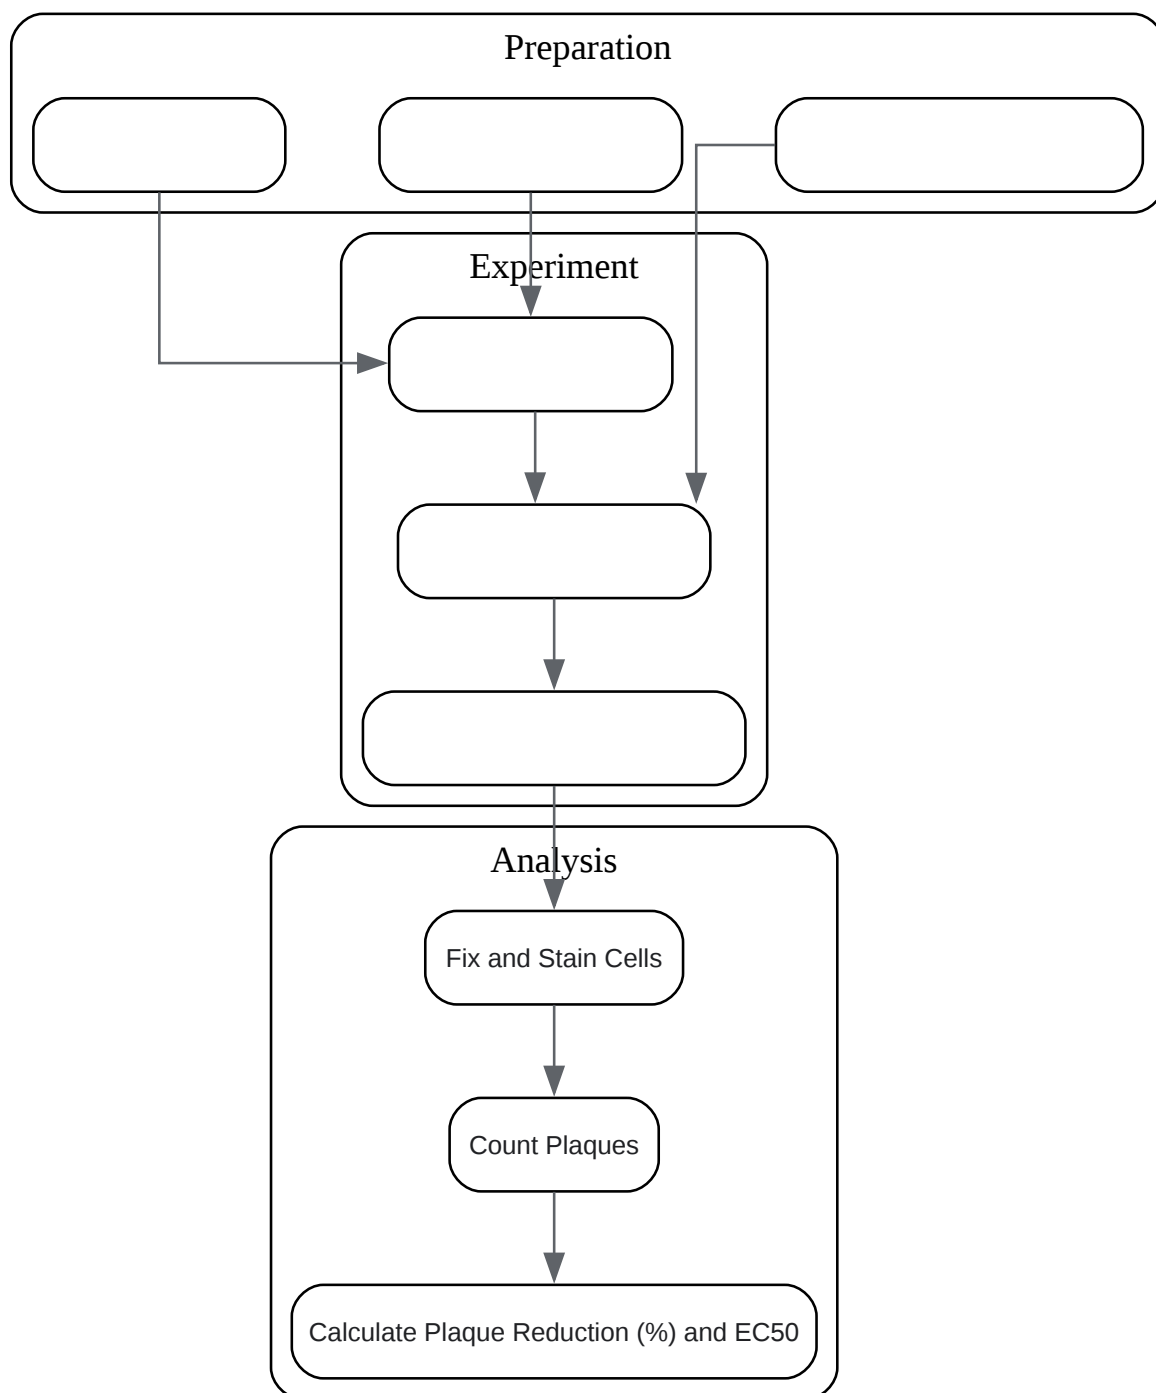 Preparation
Experiment
Analysis
Fix and Stain Cells
Count Plaques
Calculate Plaque Reduction (%) and EC50